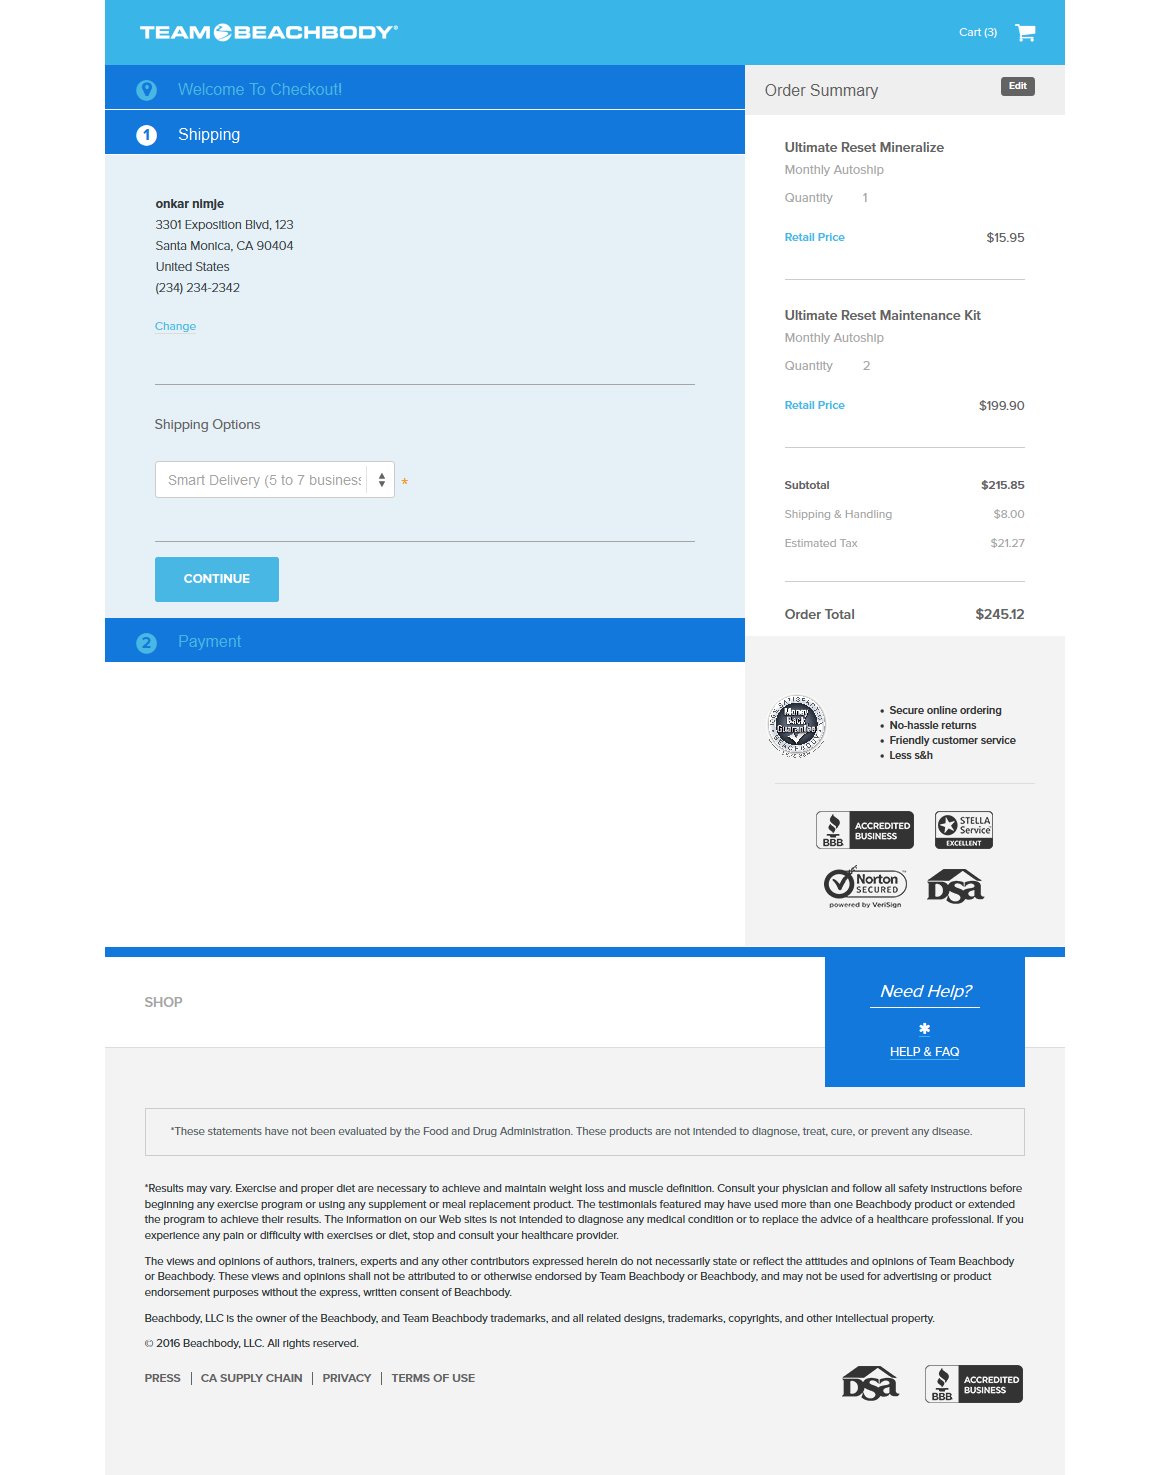 TEAM BEACHBODY®
Cart (3)
Welcome To Checkout!
1 Shipping
onkar nimje
3301 Exposition Blvd, 123
Santa Monica, CA 90404
United States
(234) 234-2342
Change
Shipping Options
Smart Delivery (5 to 7 business
*
CONTINUE
2 Payment
Order Summary
Edit
Ultimate Reset Mineralize
Monthly Autoship
Quantity 1
Retail Price $15.95
Ultimate Reset Maintenance Kit
Monthly Autoship
Quantity 2
Retail Price $199.90
Subtotal $215.85
Shipping & Handling $8.00
Estimated Tax $21.27
Order Total $245.12
Money
Back
Guarantee
BEACHBODY
• Secure online ordering
• No-hassle returns
• Friendly customer service
• Less s&h
BBB ACCREDITED
BUSINESS
STELLA
Service
EXCELLENT
Norton
SECURED
powered by VeriSign
DSA
SHOP
Need Help?
✱
HELP & FAQ
*These statements have not been evaluated by the Food and Drug Administration. These products are not intended to diagnose, treat, cure, or prevent any disease.
*Results may vary. Exercise and proper diet are necessary to achieve and maintain weight loss and muscle definition. Consult your physician and follow all safety instructions before
beginning any exercise program or using any supplement or meal replacement product. The testimonials featured may have used more than one Beachbody product or extended
the program to achieve their results. The information on our Web sites is not intended to diagnose any medical condition or to replace the advice of a healthcare professional. If you
experience any pain or difficulty with exercises or diet, stop and consult your healthcare provider.
The views and opinions of authors, trainers, experts and any other contributors expressed herein do not necessarily state or reflect the attitudes and opinions of Team Beachbody
or Beachbody. These views and opinions shall not be attributed to or otherwise endorsed by Team Beachbody or Beachbody, and may not be used for advertising or product
endorsement purposes without the express, written consent of Beachbody.
Beachbody, LLC is the owner of the Beachbody, and Team Beachbody trademarks, and all related designs, trademarks, copyrights, and other intellectual property.
© 2016 Beachbody, LLC. All rights reserved.
PRESS | CA SUPPLY CHAIN | PRIVACY | TERMS OF USE
DSA
BBB ACCREDITED
BUSINESS